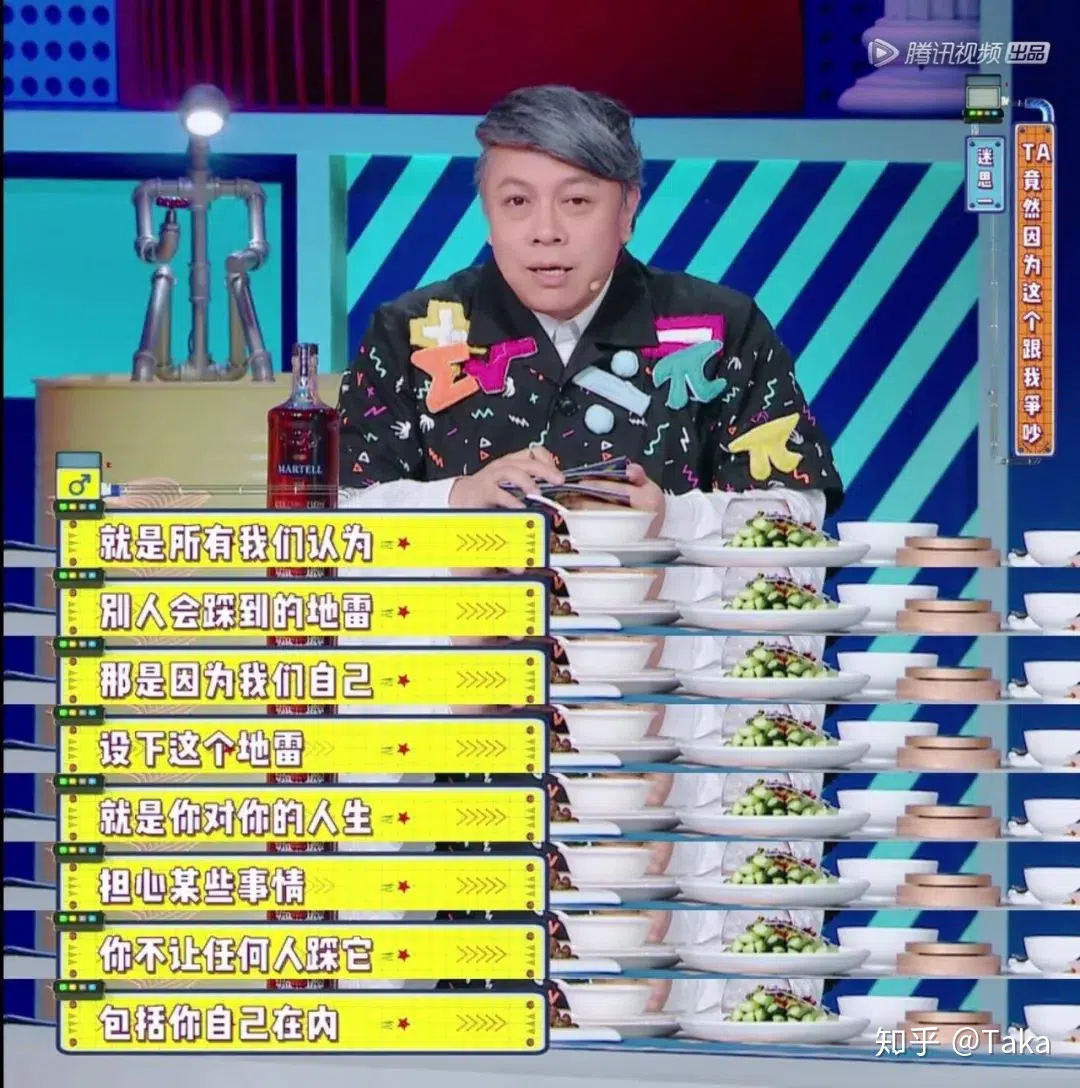 腾讯视频 出品
迷思一
TA竟然因为这个跟我争吵
MARTELL
就是所有我们认为
别人会踩到的地雷
那是因为我们自己
设下这个地雷
就是你对你的人生
担心某些事情
你不让任何人踩它
包括你自己在内
知乎 @Taka